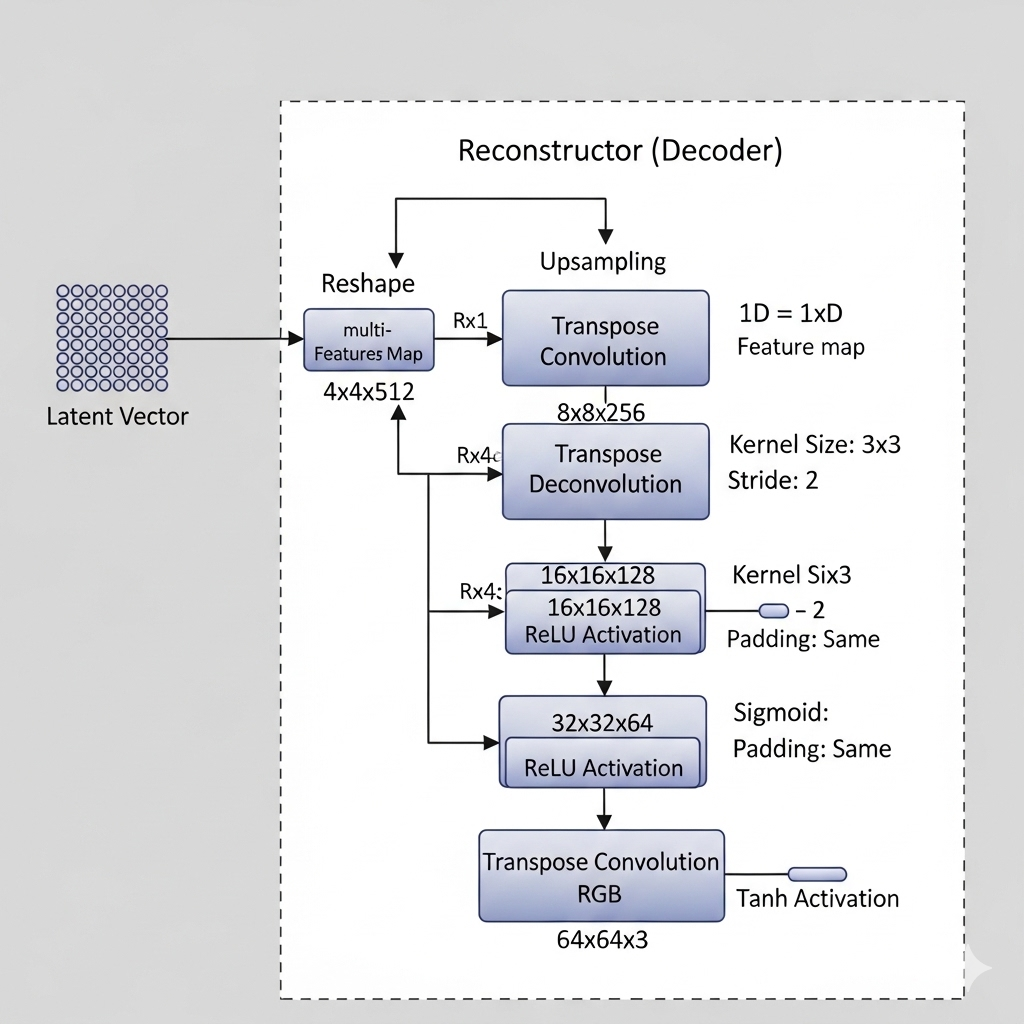 Reconstructor (Decoder)
Upsampling
Reshape
multi-
Features Map
4x4x512
Latent Vector
Rx1
Transpose
Convolution
1D = 1xD
Feature map
8x8x256
Rx4c
Transpose
Deconvolution
Kernel Size: 3x3
Stride: 2
Rx4:
16x16x128
16x16x128
ReLU Activation
Kernel Six3
– 2
Padding: Same
32x32x64
ReLU Activation
Sigmoid:
Padding: Same
Transpose Convolution
RGB
Tanh Activation
64x64x3